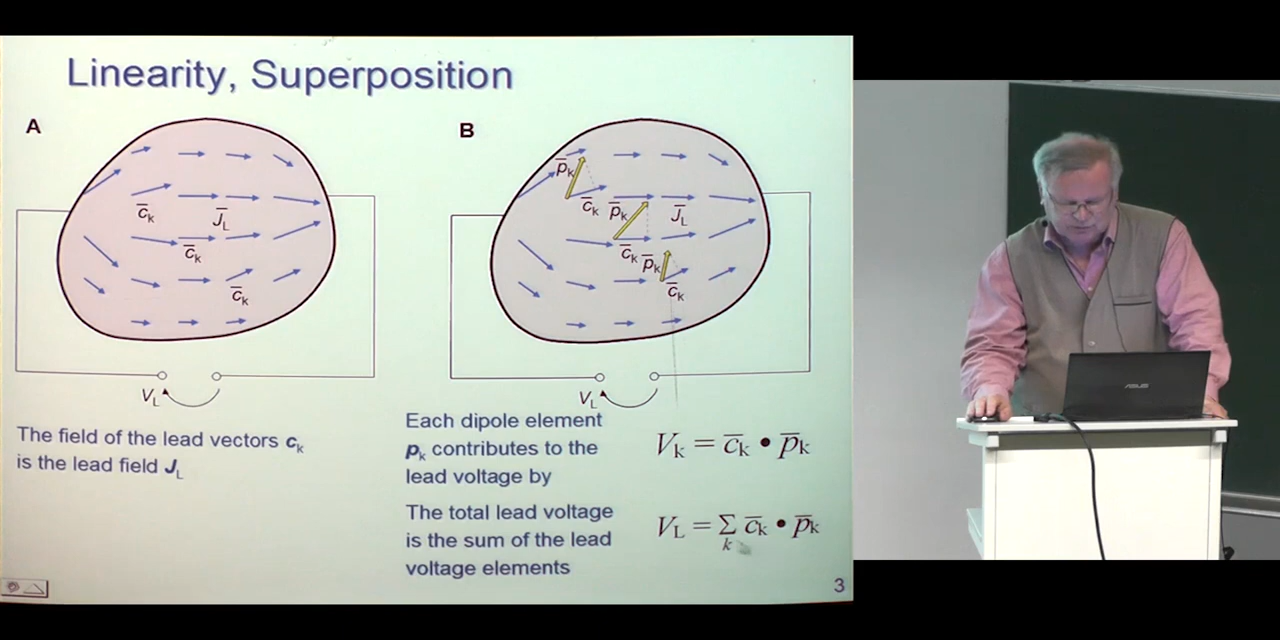 Linearity, Superposition
A
c̄k
J̄L
c̄k
c̄k
VL
The field of the lead vectors ck
is the lead field JL
B
p̄k
c̄k
p̄k
J̄L
c̄k
p̄k
c̄k
VL
Each dipole element
pk contributes to the
lead voltage by
Vk = c̄k • p̄k
The total lead voltage
is the sum of the lead
voltage elements
VL = Σ c̄k • p̄k
k
3
ASUS